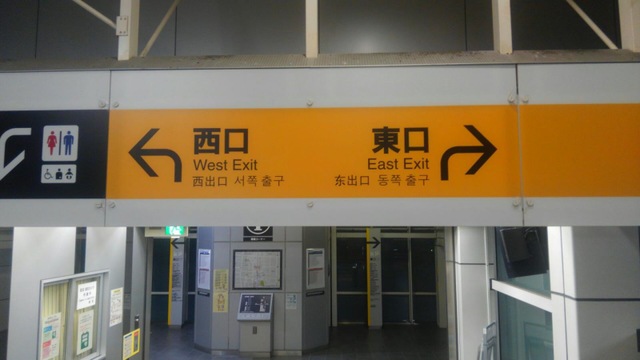 西口
West Exit
西出口 서쪽 출구
東口
East Exit
东出口 동쪽 출구